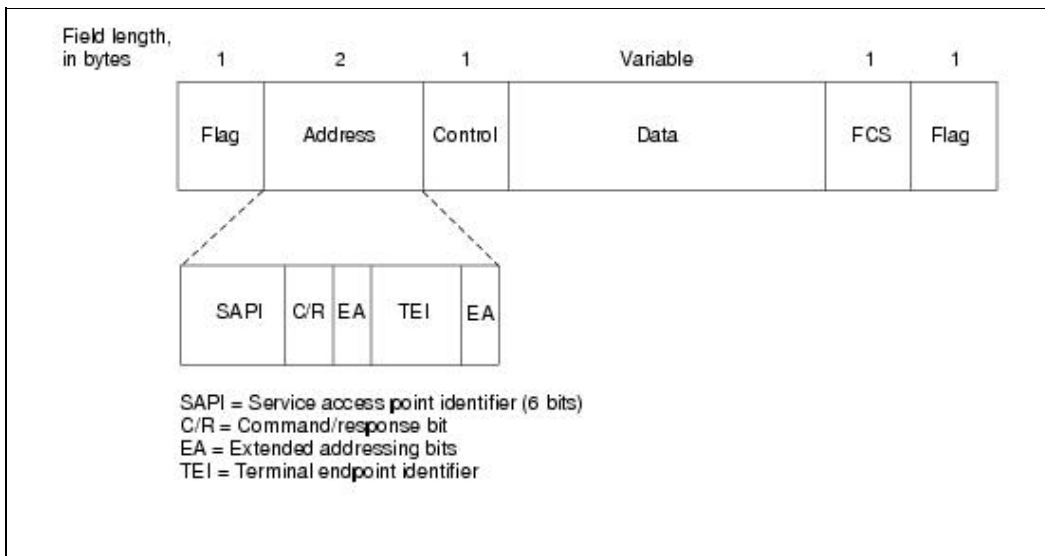 Field length,
in bytes 1 2 1 Variable 1 1
Flag Address Control Data FCS Flag
SAPI C/R EA TEI EA
SAPI = Service access point identifier (6 bits)
C/R = Command/response bit
EA = Extended addressing bits
TEI = Terminal endpoint identifier